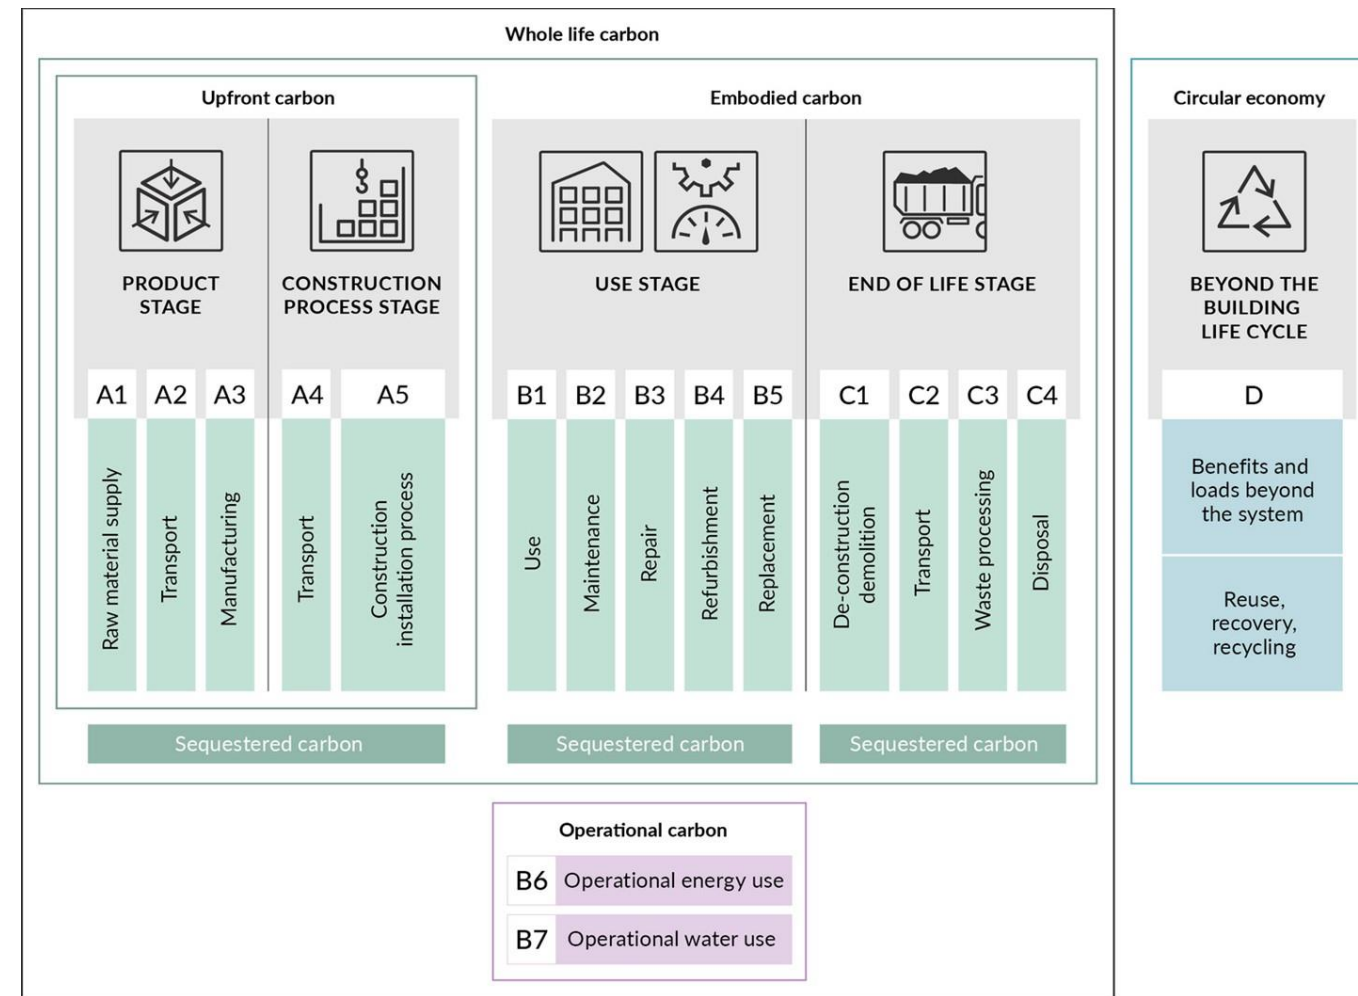 Whole life carbon
Upfront carbon
Embodied carbon
Circular economy
PRODUCT
STAGE
CONSTRUCTION
PROCESS STAGE
USE STAGE
END OF LIFE STAGE
BEYOND THE
BUILDING
LIFE CYCLE
A1
A2
A3
A4
A5
B1
B2
B3
B4
B5
C1
C2
C3
C4
D
Raw material supply
Transport
Manufacturing
Transport
Construction
installation process
Use
Maintenance
Repair
Refurbishment
Replacement
De-construction
demolition
Transport
Waste processing
Disposal
Benefits and
loads beyond
the system
Reuse,
recovery,
recycling
Sequestered carbon
Sequestered carbon
Sequestered carbon
Operational carbon
B6 Operational energy use
B7 Operational water use